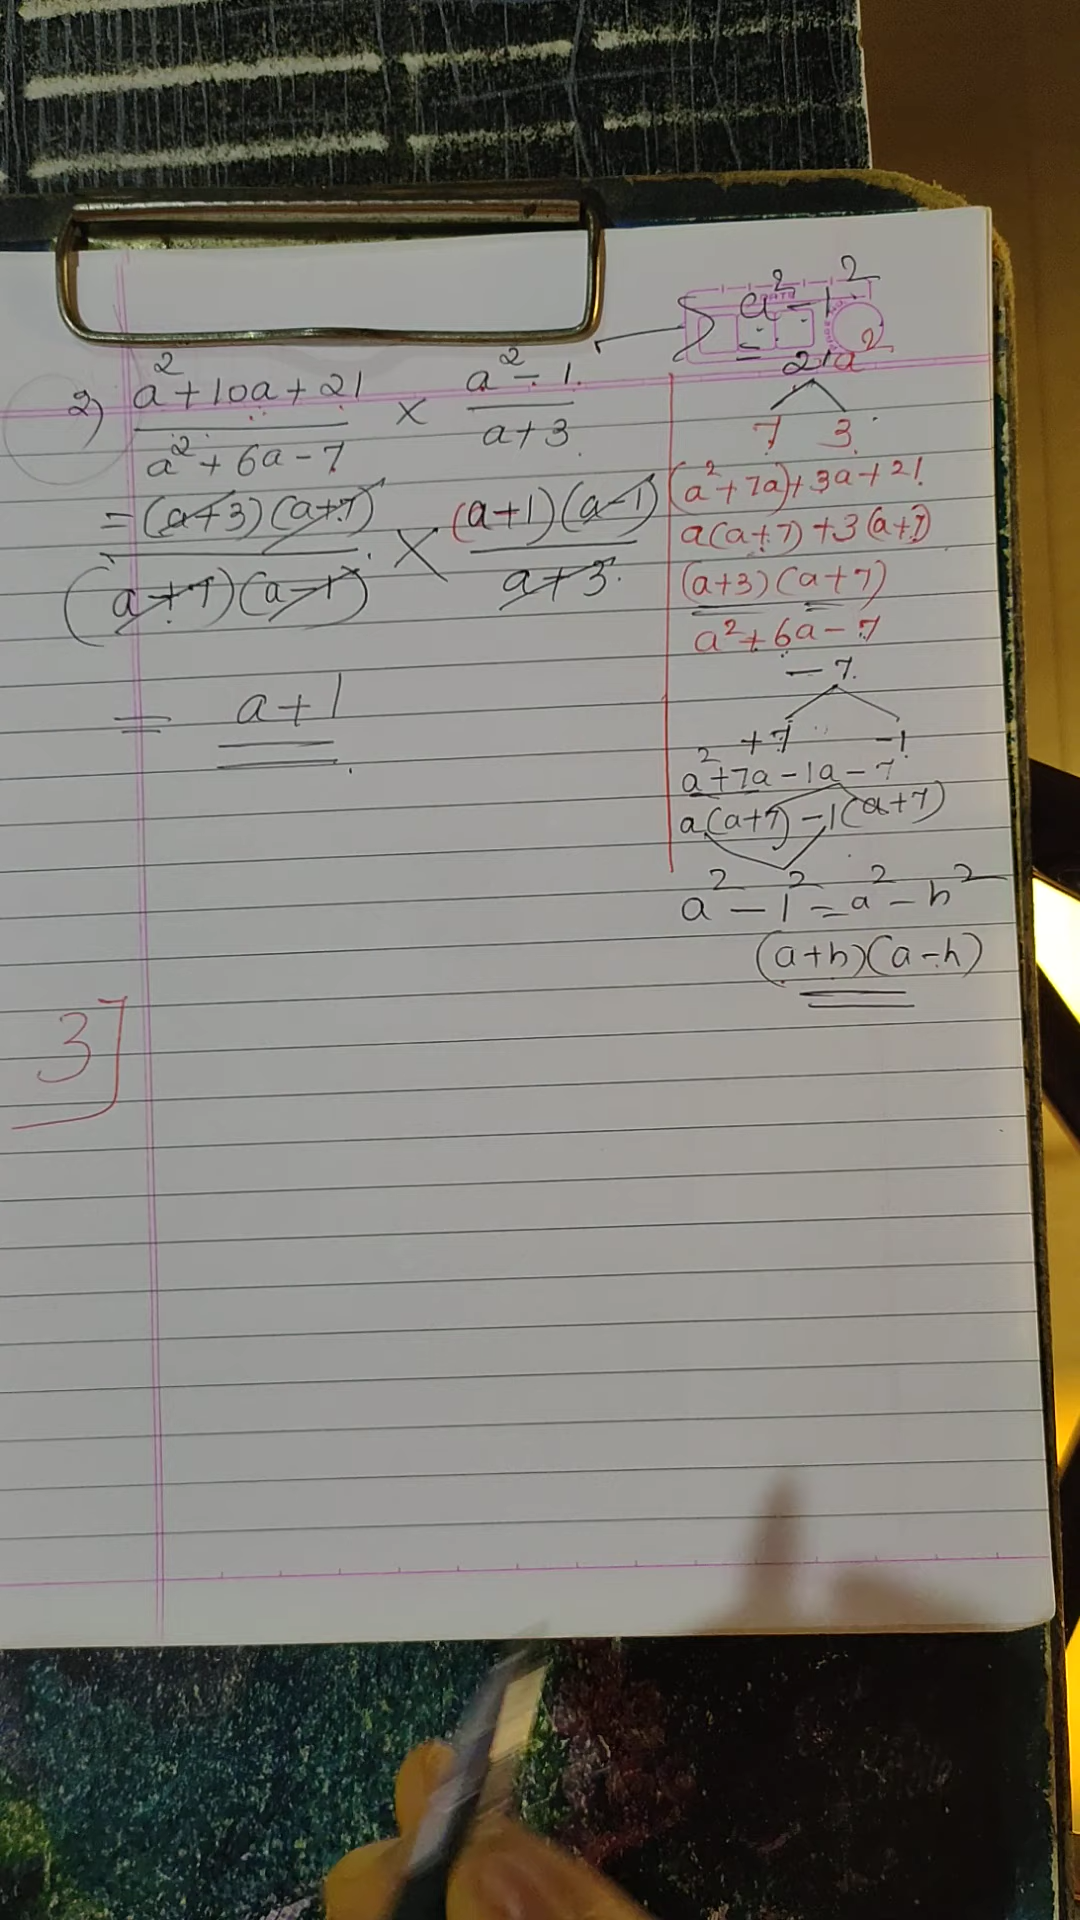 a² - 1²
2) a² + 10a + 21 / a² + 6a - 7 × a² - 1 / a + 3
= (a+3)(a+7) / (a+7)(a-1) × (a+1)(a-1) / a+3
= a+1
3]
21a²
7 3
(a² + 7a) + 3a + 21
a(a+7) + 3(a+7)
(a+3)(a+7)
a² + 6a - 7
- 7
+7 -1
a² + 7a - 1a - 7
a(a+7) - 1(a+7)
a² - 1² = a² - b²
(a+b)(a-b)